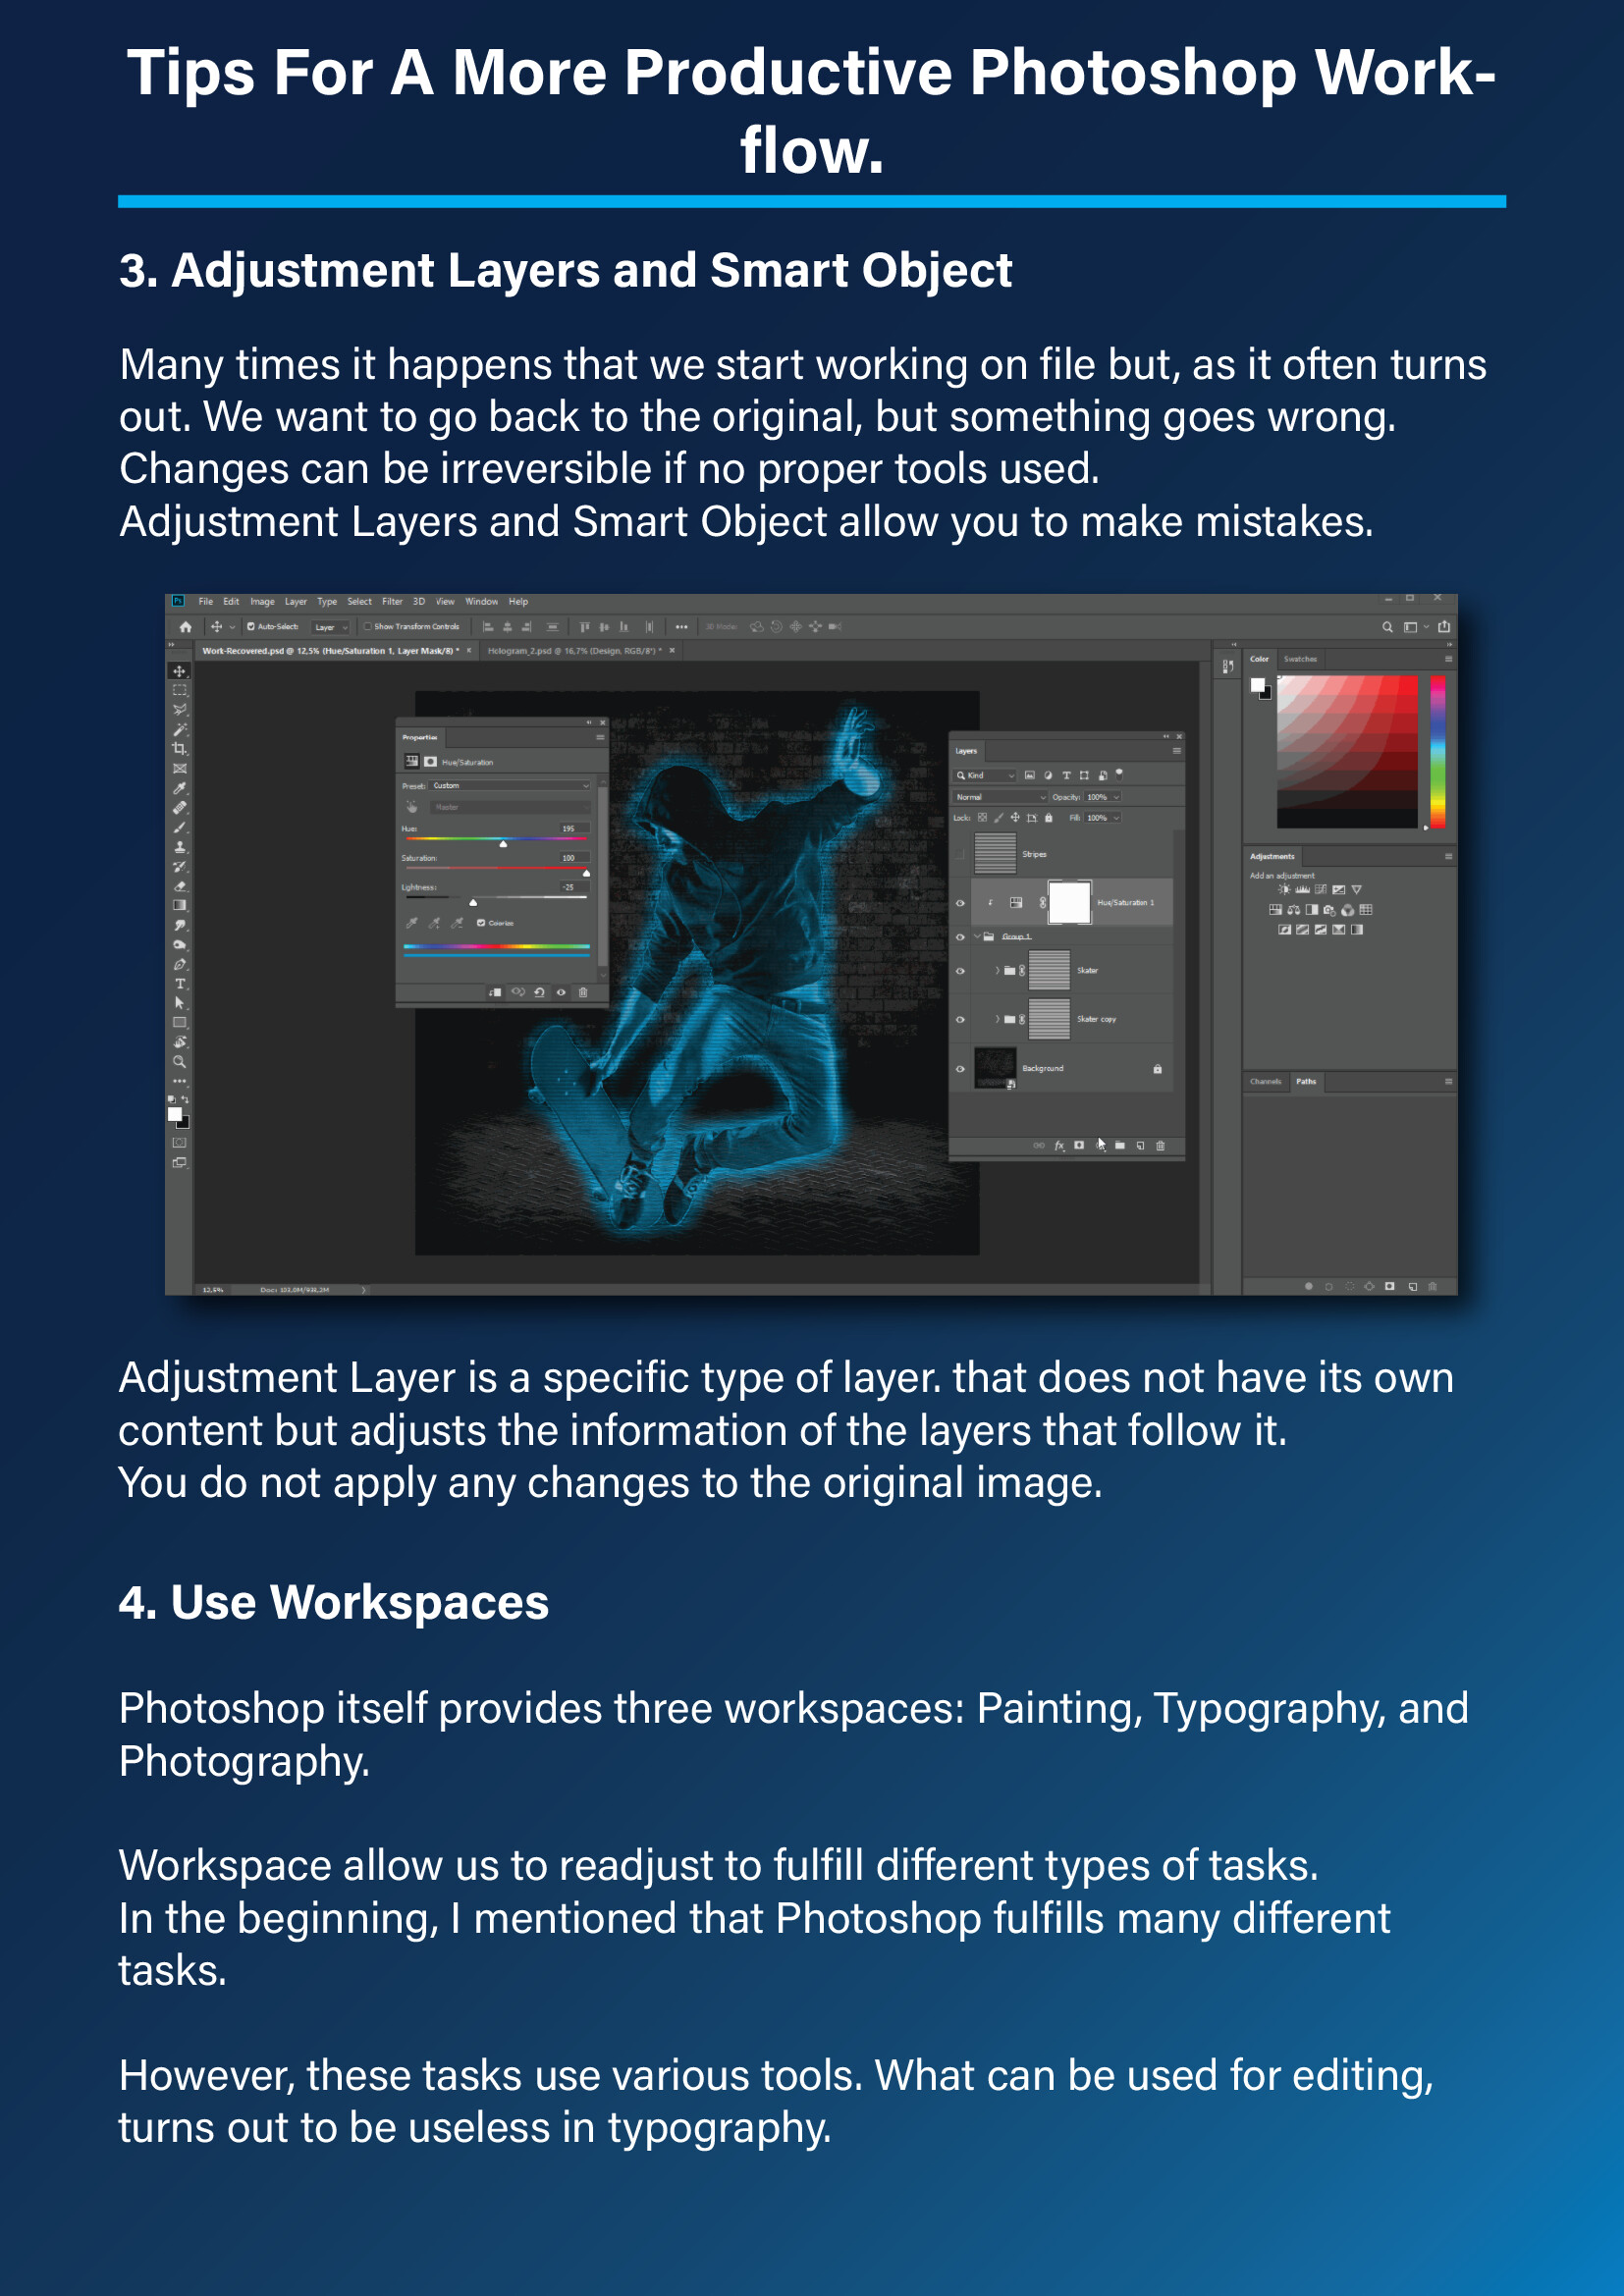 Tips For A More Productive Photoshop Work-
flow.
3. Adjustment Layers and Smart Object
Many times it happens that we start working on file but, as it often turns
out. We want to go back to the original, but something goes wrong.
Changes can be irreversible if no proper tools used.
Adjustment Layers and Smart Object allow you to make mistakes.
Ps File Edit Image Layer Type Select Filter 3D View Window Help
Auto-Select: Layer Show Transform Controls 3D Mode:
Work-Recovered.psd @ 12,5% (Hue/Saturation 1, Layer Mask/8) * × Hologram_2.psd @ 16,7% (Design, RGB/8*) * ×
Properties
Hue/Saturation
Preset: Custom
Master
Hue: 195
Saturation: 100
Lightness: -25
Colorize
Layers
Kind
Normal Opacity: 100%
Lock: Fill: 100%
Stripes
Hue/Saturation 1
Group 1
Skater
Skater copy
Background
Color Swatches
Adjustments
Add an adjustment
Channels Paths
12,5% Doc:
Adjustment Layer is a specific type of layer. that does not have its own
content but adjusts the information of the layers that follow it.
You do not apply any changes to the original image.
4. Use Workspaces
Photoshop itself provides three workspaces: Painting, Typography, and
Photography.
Workspace allow us to readjust to fulfill different types of tasks.
In the beginning, I mentioned that Photoshop fulfills many different
tasks.
However, these tasks use various tools. What can be used for editing,
turns out to be useless in typography.